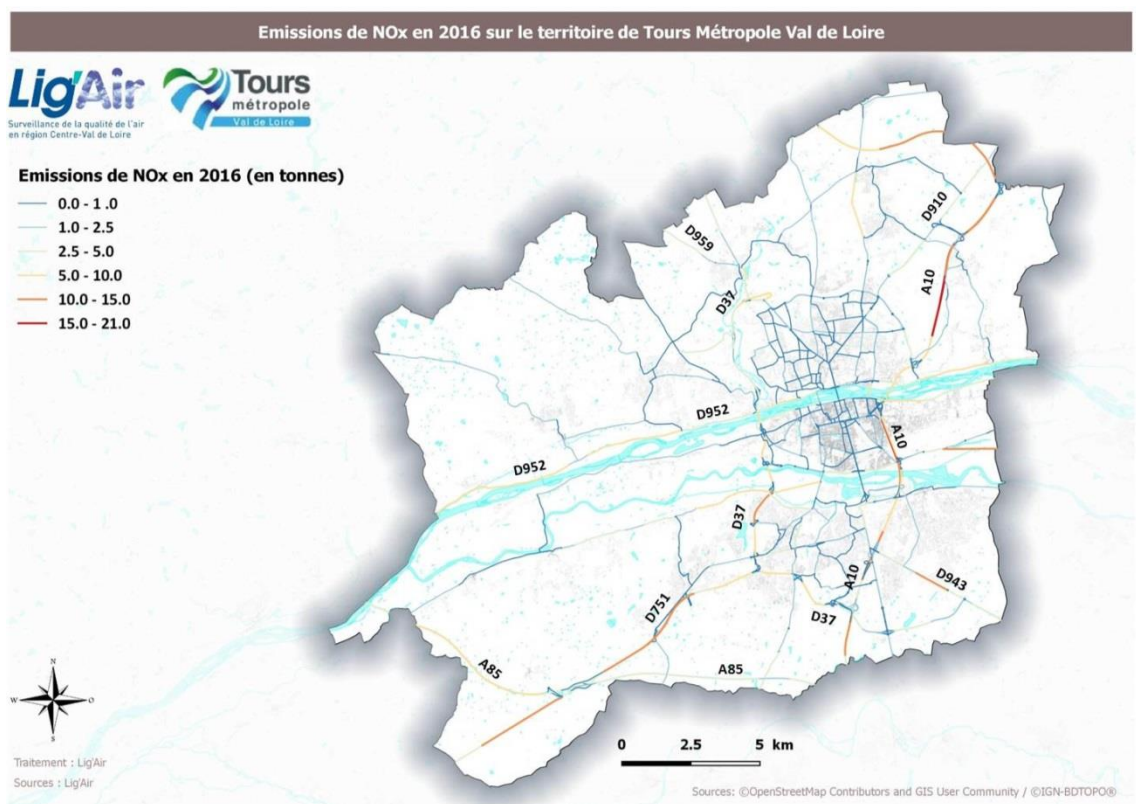 Emissions de NOx en 2016 sur le territoire de Tours Métropole Val de Loire
Lig'Air
Surveillance de la qualité de l'air
en région Centre-Val de Loire
Tours
métropole
Val de Loire
Emissions de NOx en 2016 (en tonnes)
0.0 - 1 .0
1.0 - 2.5
2.5 - 5.0
5.0 - 10.0
10.0 - 15.0
15.0 - 21.0
D910
D959
A10
D37
D952
A10
D952
D37
A10
D943
D751
D37
A85
A85
N
W
O
S
0 2.5 5 km
Traitement : Lig'Air
Sources : Lig'Air
Sources: ©OpenStreetMap Contributors and GIS User Community / ©IGN-BDTOPO®